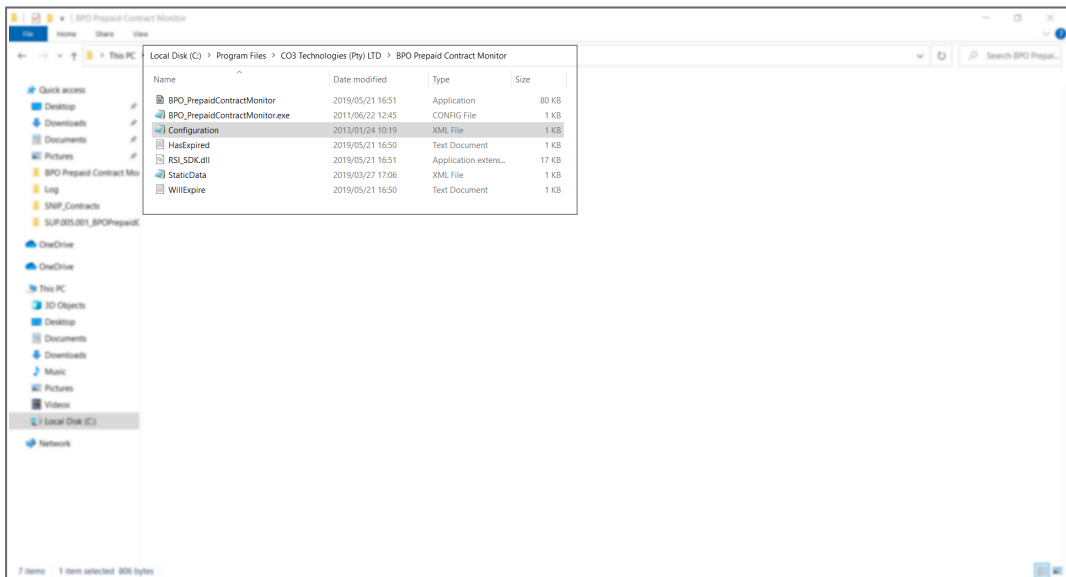 BPO Prepaid Contract Monitor
File Home Share View
This PC > Local Disk (C:) > Program Files > CO3 Technologies (Pty) LTD > BPO Prepaid Contract Monitor
Search BPO Prepai...
Name Date modified Type Size
BPO_PrepaidContractMonitor 2019/05/21 16:51 Application 80 KB
BPO_PrepaidContractMonitor.exe 2011/06/22 12:45 CONFIG File 1 KB
Configuration 2013/01/24 10:19 XML File 1 KB
HasExpired 2019/05/21 16:50 Text Document 1 KB
RSI_SDK.dll 2019/05/21 16:51 Application extens... 17 KB
StaticData 2019/03/27 17:06 XML File 1 KB
WillExpire 2019/05/21 16:50 Text Document 1 KB
Quick access
Desktop
Downloads
Documents
Pictures
BPO Prepaid Contract Mo
Log
SNIP_Contracts
SUP.005.001_BPOPrepaidC
OneDrive
OneDrive
This PC
3D Objects
Desktop
Documents
Downloads
Music
Pictures
Videos
Local Disk (C:)
Network
7 items 1 item selected 806 bytes